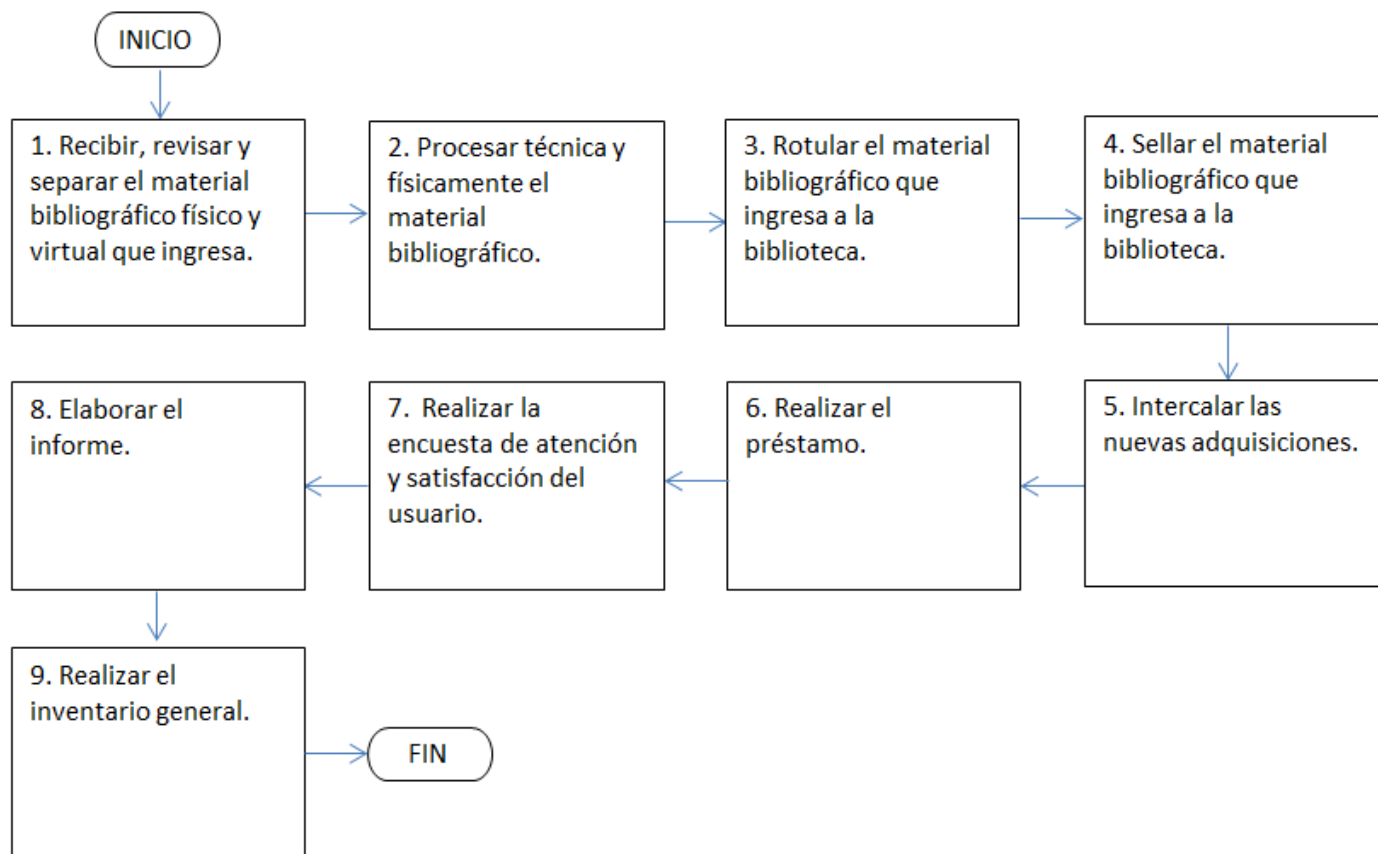 INICIO
1. Recibir, revisar y
separar el material
bibliográfico físico y
virtual que ingresa.
2. Procesar técnica y
físicamente el
material
bibliográfico.
3. Rotular el material
bibliográfico que
ingresa a la
biblioteca.
4. Sellar el material
bibliográfico que
ingresa a la
biblioteca.
5. Intercalar las
nuevas adquisiciones.
6. Realizar el
préstamo.
7. Realizar la
encuesta de atención
y satisfacción del
usuario.
8. Elaborar el
informe.
9. Realizar el
inventario general.
FIN